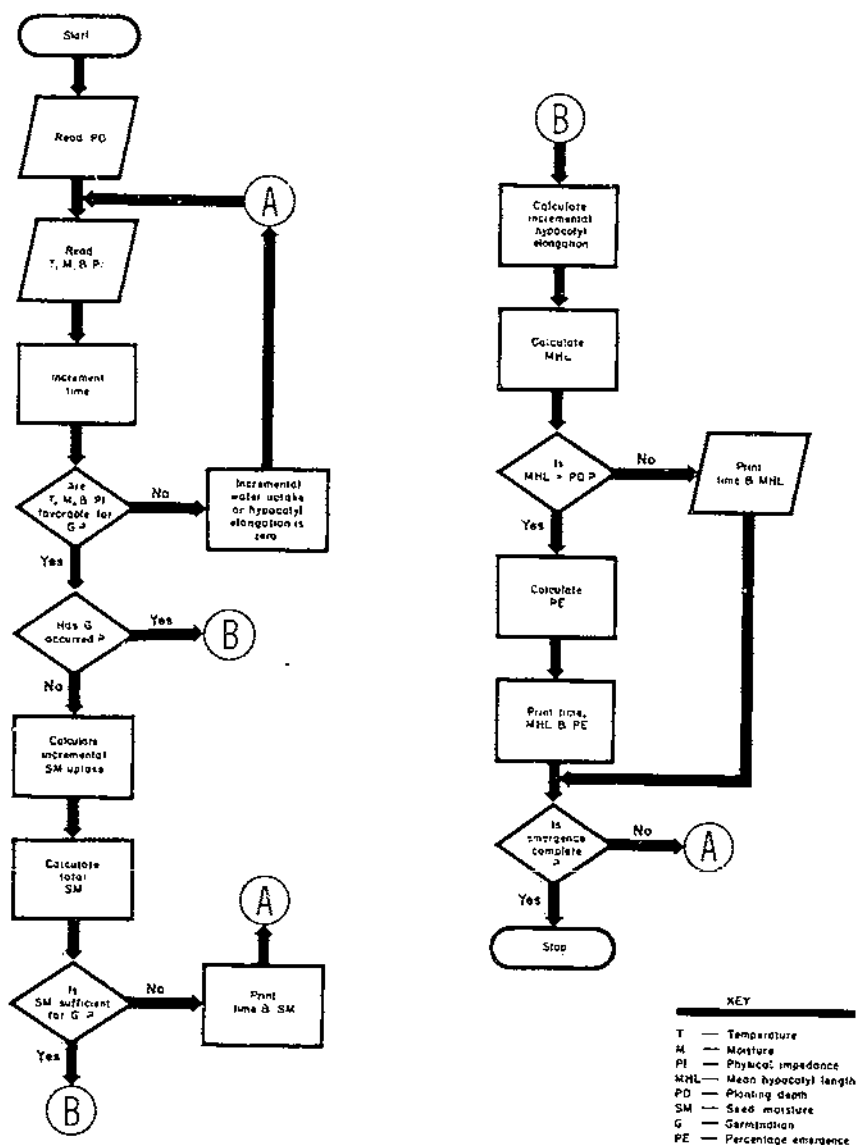 Start
Read PD
A
Read
T, M, & PI
Increment
time
Are
T, M, & PI
favorable for
G ?
No
Incremental
water uptake
or hypocotyl
elongation is
zero
Yes
Has G
occurred ?
Yes
B
No
Calculate
incremental
SM uptake
Calculate
total
SM
Is
SM sufficient
for G ?
No
Print
time & SM
A
Yes
B
B
Calculate
incremental
hypocotyl
elongation
Calculate
MHL
Is
MHL > PD ?
No
Print
time & MHL
Yes
Calculate
PE
Print time,
MHL & PE
Is
emergence
complete
?
No
A
Yes
Stop
KEY
T — Temperature
M — Moisture
PI — Physical impedance
MHL — Mean hypocotyl length
PD — Planting depth
SM — Seed moisture
G — Germination
PE — Percentage emergence